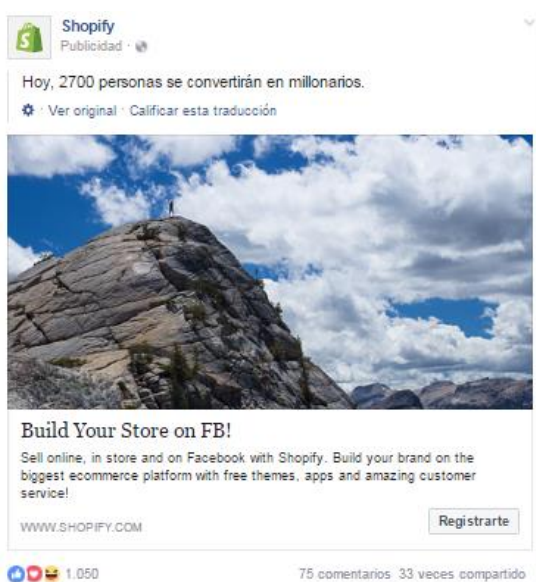 Shopify
Publicidad ·
Hoy, 2700 personas se convertirán en millonarios.
· Ver original · Calificar esta traducción
Build Your Store on FB!
Sell online, in store and on Facebook with Shopify. Build your brand on the
biggest ecommerce platform with free themes, apps and amazing customer
service!
WWW.SHOPIFY.COM
Registrarte
1.050
75 comentarios 33 veces compartido